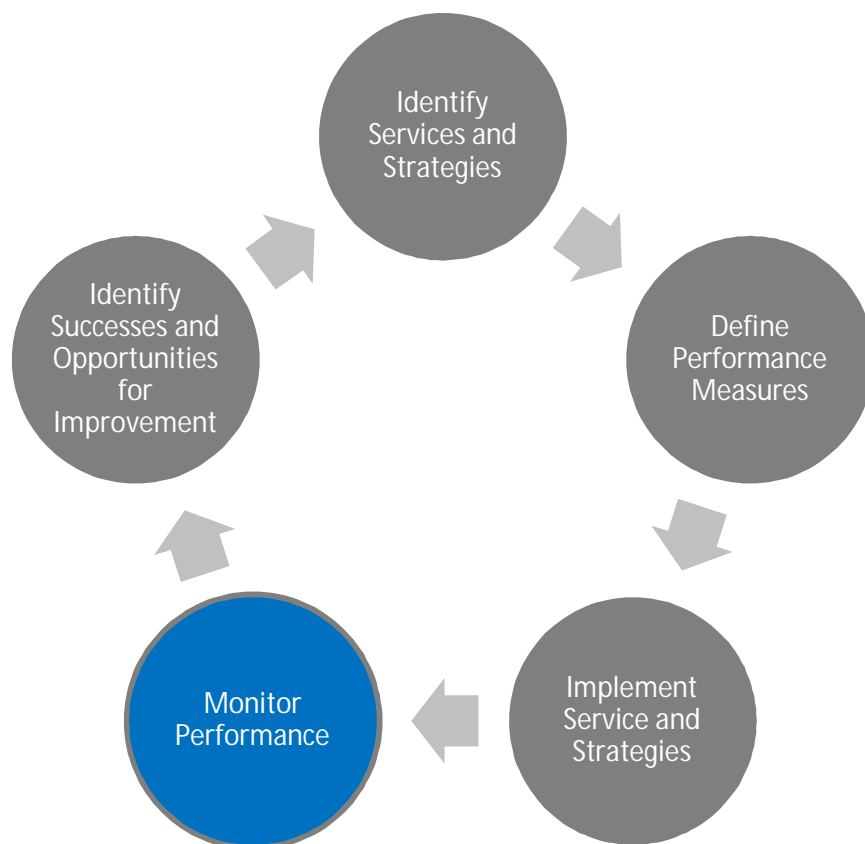 Identify
Services and
Strategies
Define
Performance
Measures
Implement
Service and
Strategies
Monitor
Performance
Identify
Successes and
Opportunities
for
Improvement